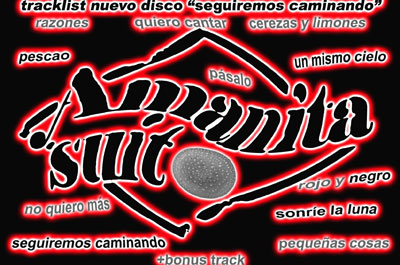 tracklist nuevo disco “seguiremos caminando”
razones
quiero cantar
cerezas y limones
pescao
pásalo
un mismo cielo
Amanita
s'suit
rojo y negro
no quiero más
sonríe la luna
seguiremos caminando
pequeñas cosas
+bonus track